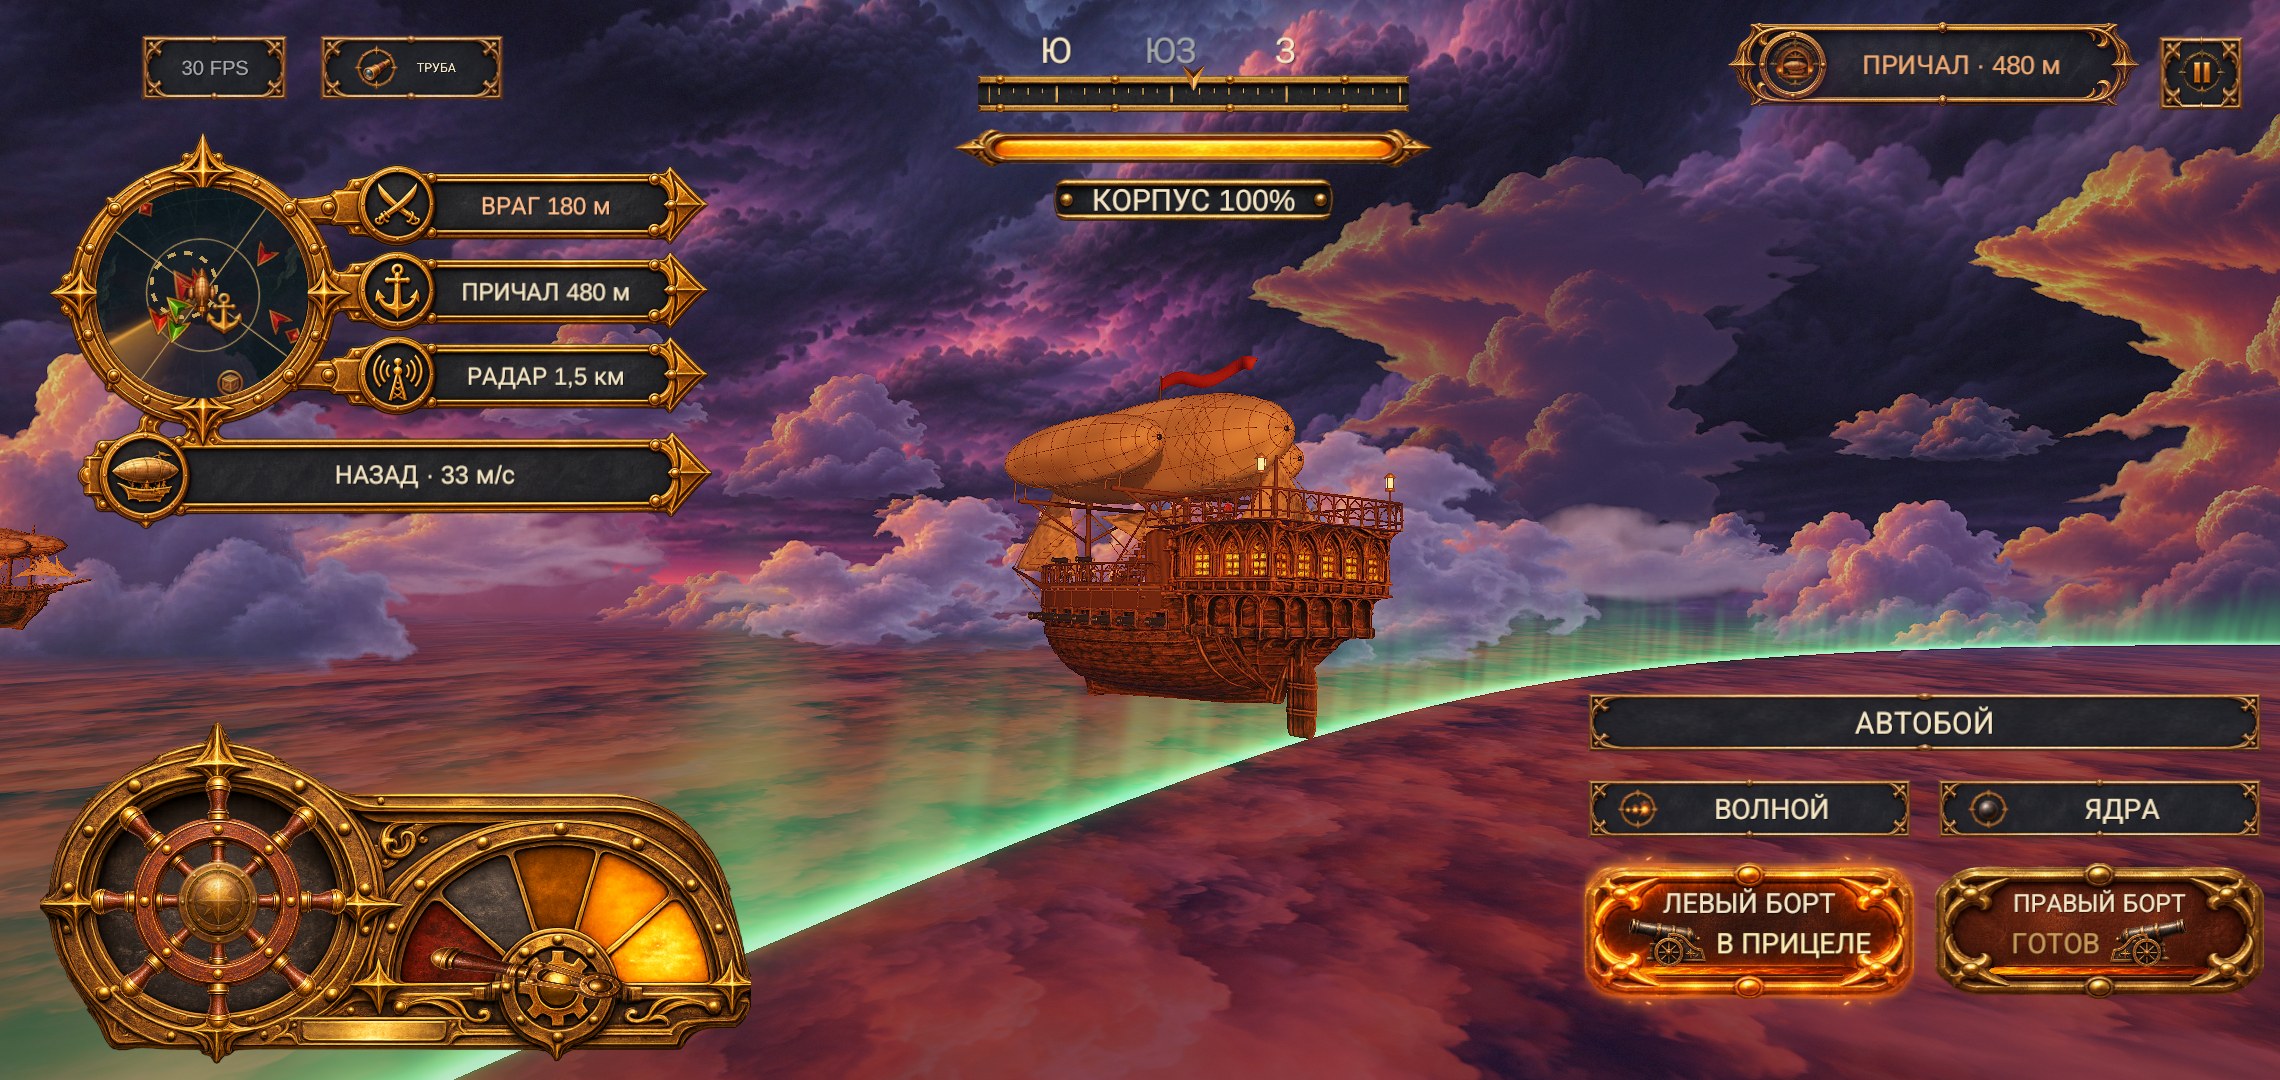 30 FPS
ТРУБА
Ю ЮЗ З
ПРИЧАЛ · 480 м
КОРПУС 100%
ВРАГ 180 м
ПРИЧАЛ 480 м
РАДАР 1,5 км
НАЗАД · 33 м/с
АВТОБОЙ
ВОЛНОЙ
ЯДРА
ЛЕВЫЙ БОРТ
В ПРИЦЕЛЕ
ПРАВЫЙ БОРТ
ГОТОВ